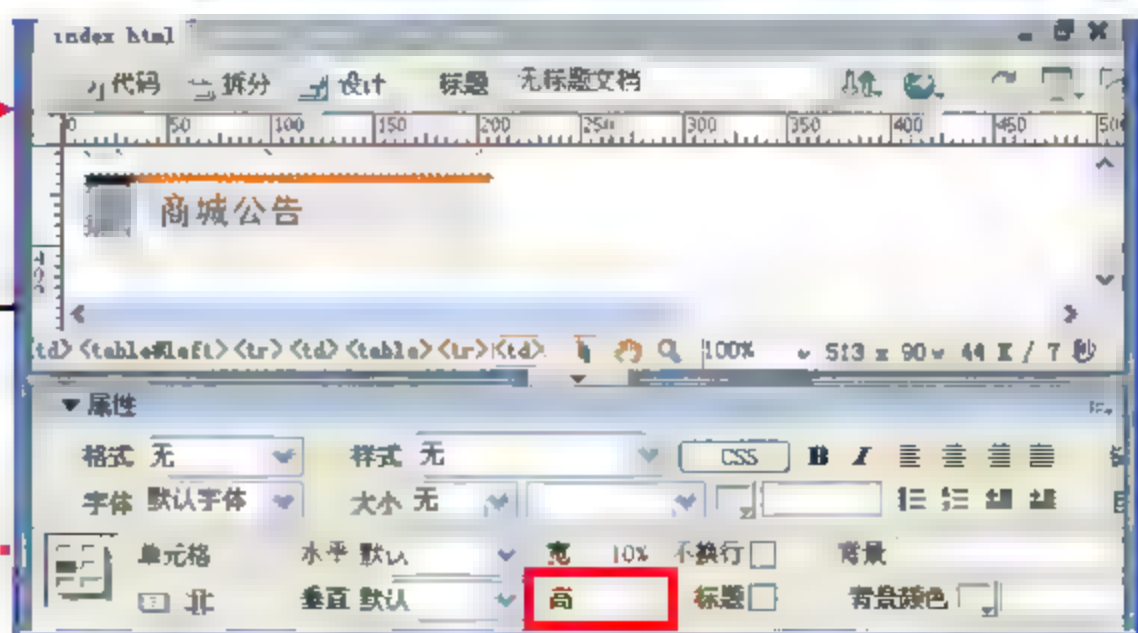 index html
代码 拆分 设计 标题 无标题文档
0 50 100 150 200 250 300 350 400 450 500
商城公告
<table#left><tr><td><table><tr><td> 100% 513 x 90 44 K / 7 秒
属性
格式 无 样式 无 CSS B I
字体 默认字体 大小 无
单元格 水平 默认 宽 10% 不换行 背景
垂直 默认 高 标题 背景颜色